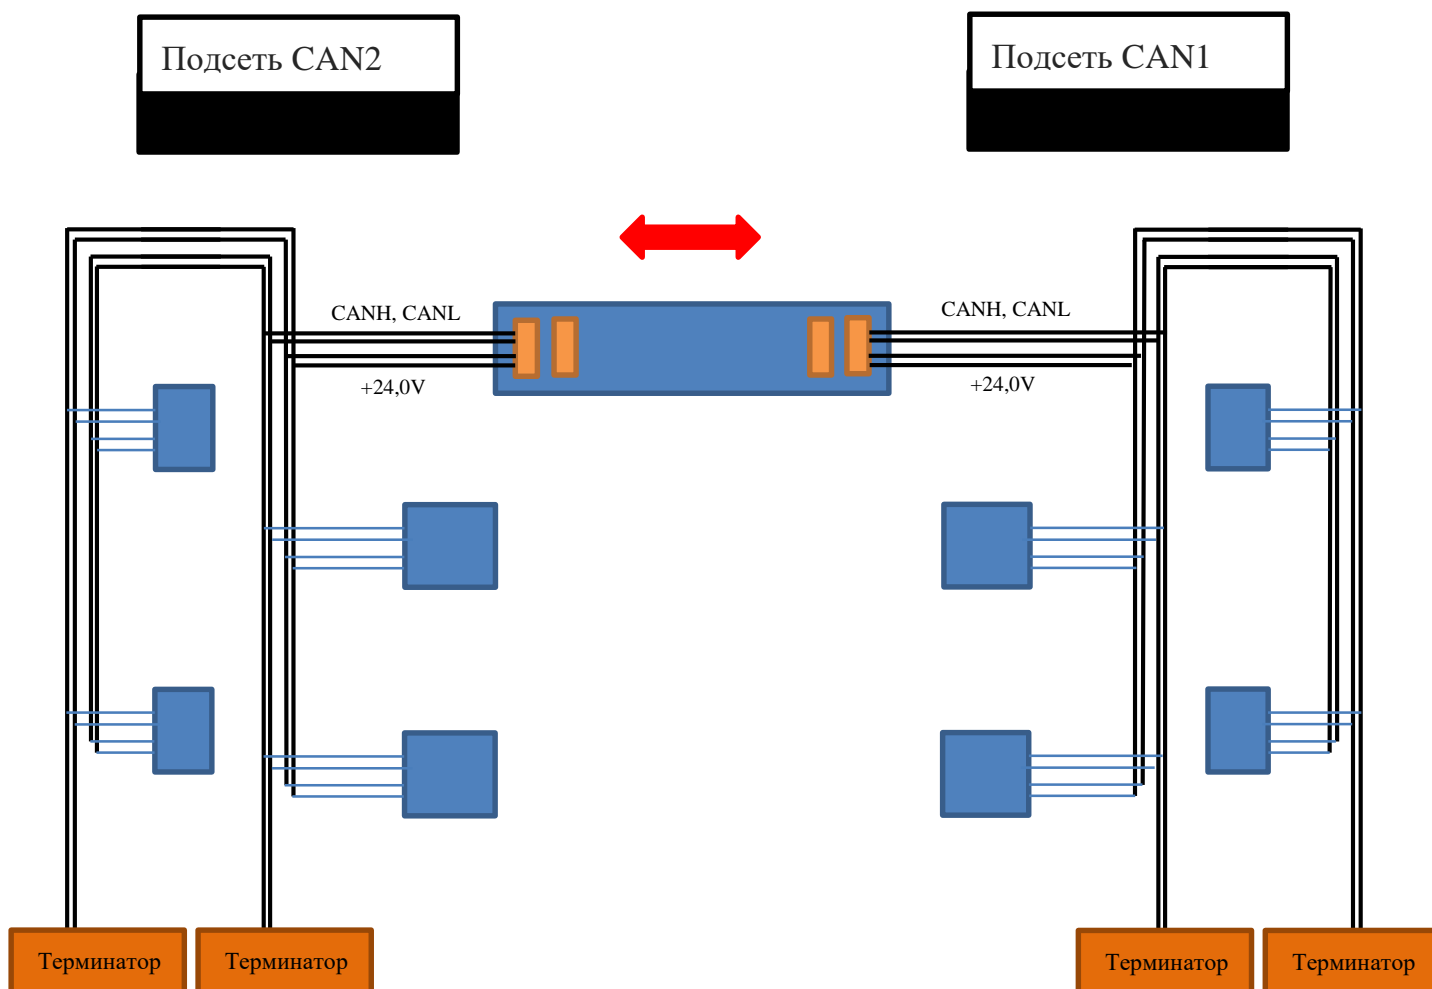 Подсеть CAN2
Подсеть CAN1
CANH, CANL
CANH, CANL
+24,0V
+24,0V
Терминатор
Терминатор
Терминатор
Терминатор